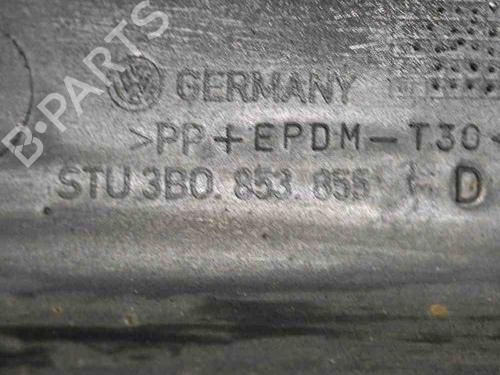 B-PARTS
GERMANY
>PP+EPDM-T30
STU 3B0.853.855 D